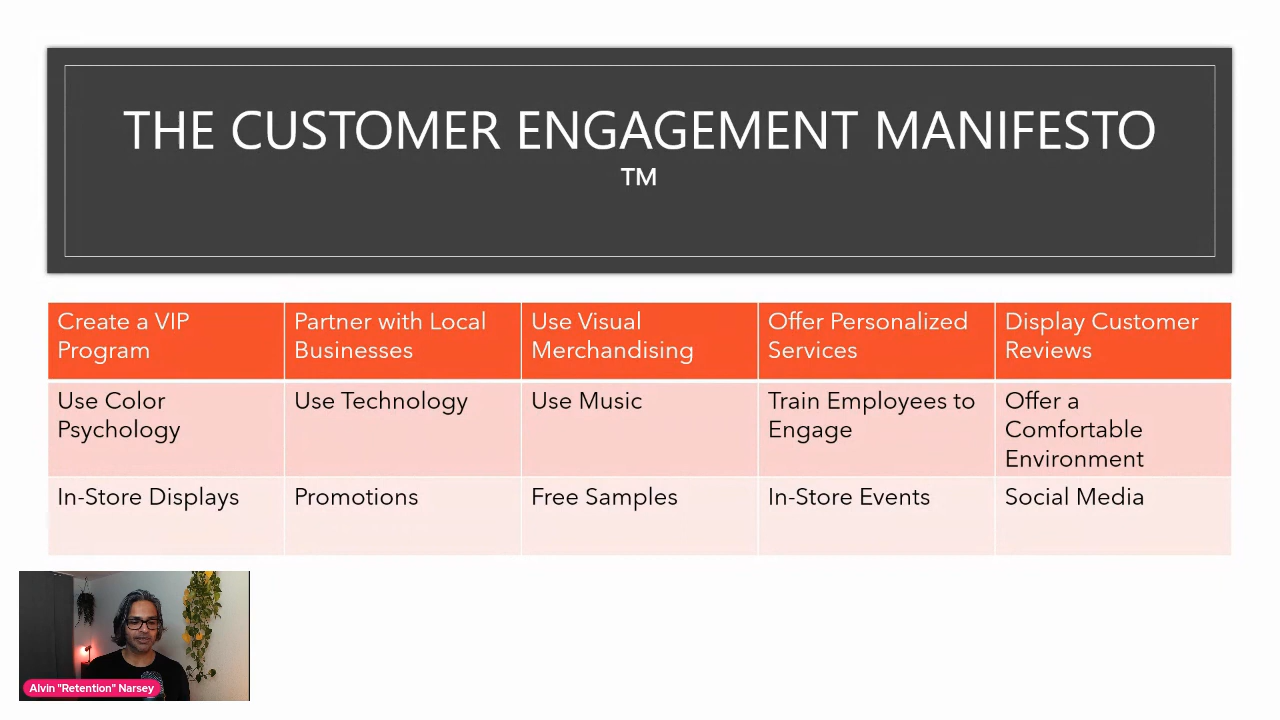 THE CUSTOMER ENGAGEMENT MANIFESTO
TM
Create a VIP
Program
Partner with Local
Businesses
Use Visual
Merchandising
Offer Personalized
Services
Display Customer
Reviews
Use Color
Psychology
Use Technology
Use Music
Train Employees to
Engage
Offer a
Comfortable
Environment
In-Store Displays
Promotions
Free Samples
In-Store Events
Social Media
Alvin "Retention" Narsey